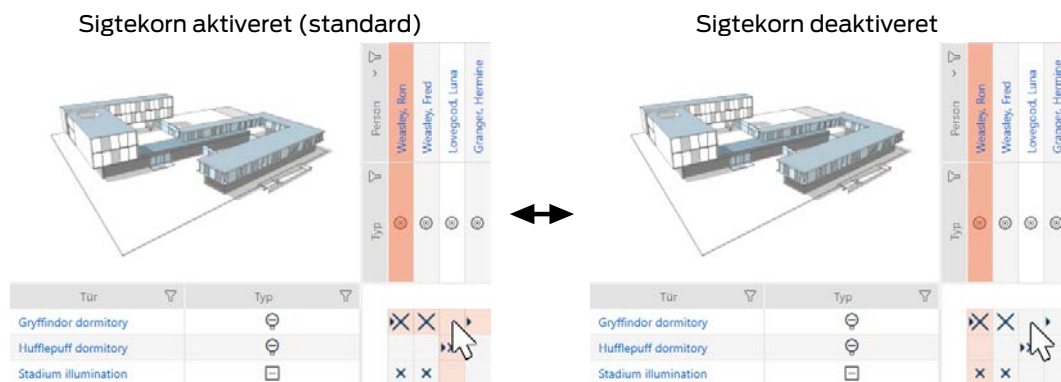 Sigtekorn aktiveret (standard)
Sigtekorn deaktiveret
Person
Weasley, Ron
Weasley, Fred
Lovegood, Luna
Granger, Hermine
Typ
Tür Typ
Gryffindor dormitory
Hufflepuff dormitory
Stadium illumination
Person
Weasley, Ron
Weasley, Fred
Lovegood, Luna
Granger, Hermine
Typ
Tür Typ
Gryffindor dormitory
Hufflepuff dormitory
Stadium illumination